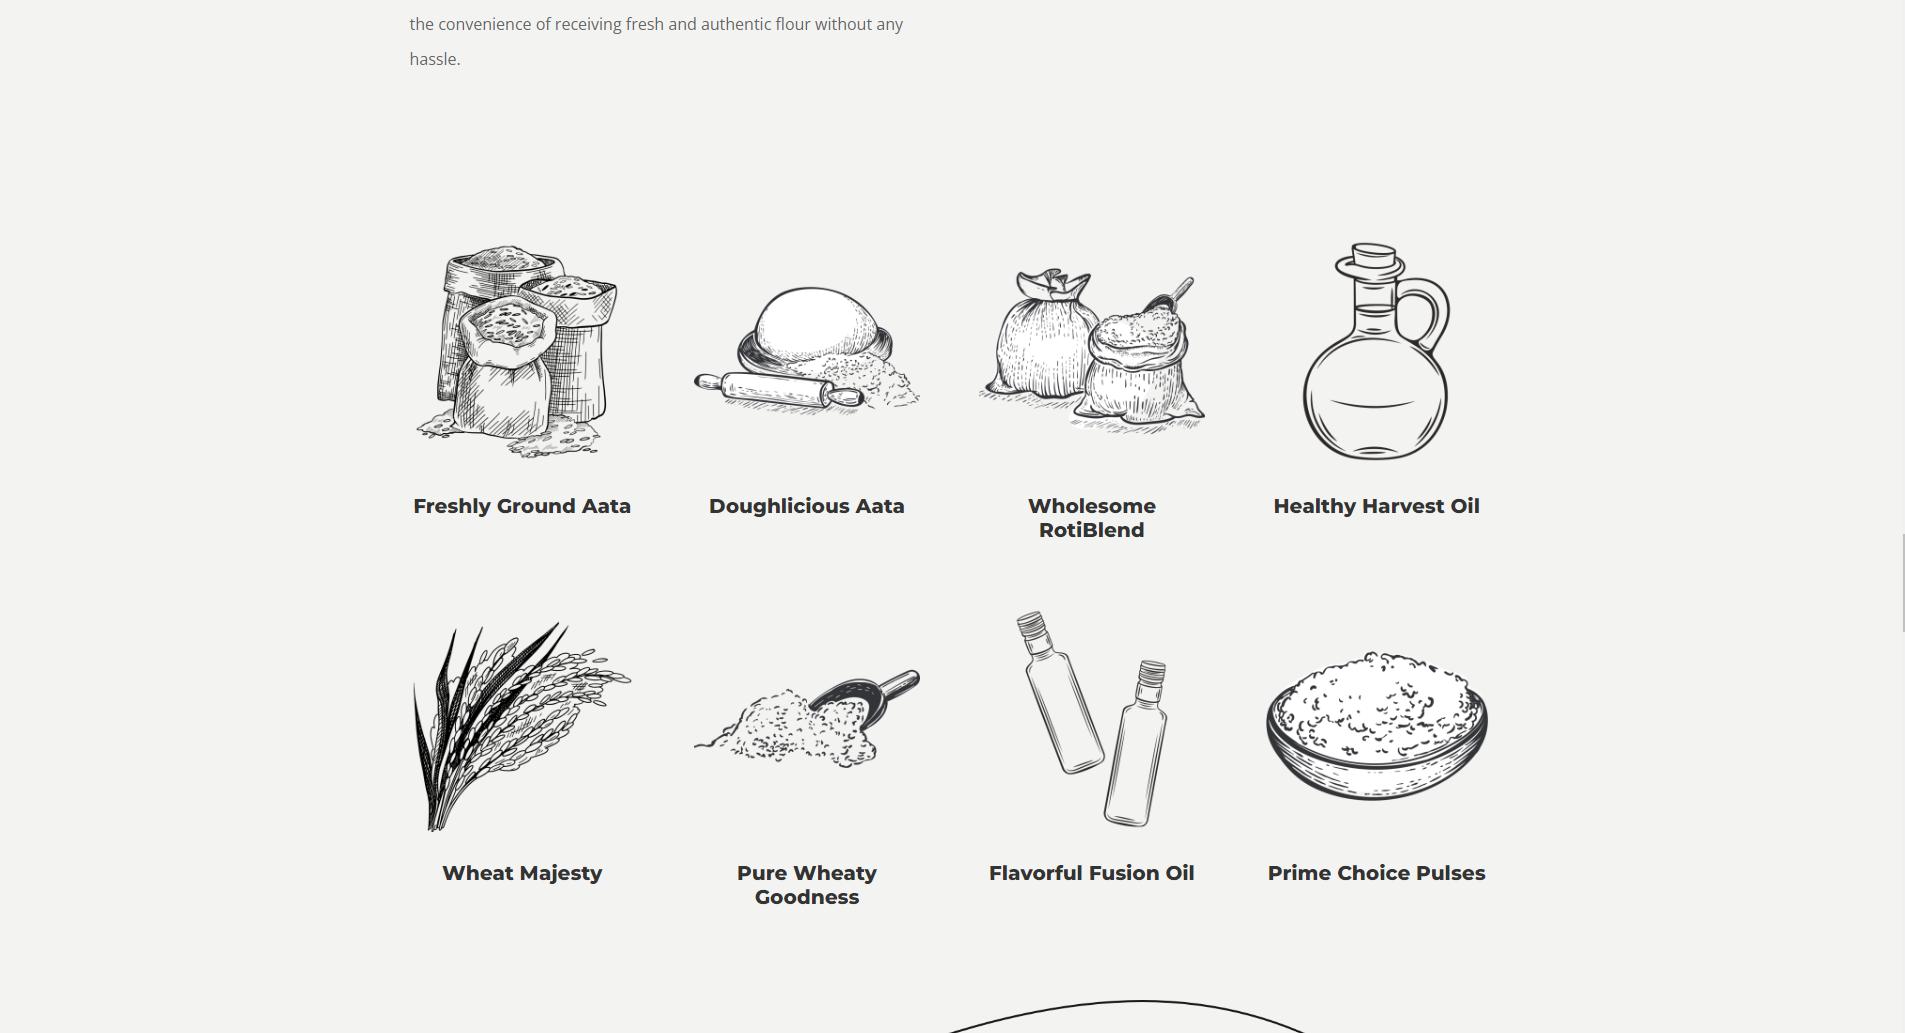 the convenience of receiving fresh and authentic flour without any
hassle.
Freshly Ground Aata
Doughlicious Aata
Wholesome
RotiBlend
Healthy Harvest Oil
Wheat Majesty
Pure Wheaty
Goodness
Flavorful Fusion Oil
Prime Choice Pulses